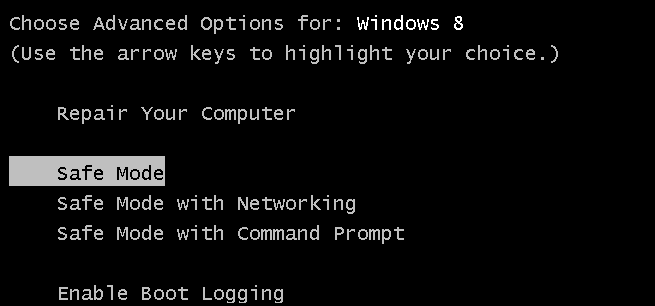 Choose Advanced Options for: Windows 8
(Use the arrow keys to highlight your choice.)
Repair Your Computer
Safe Mode
Safe Mode with Networking
Safe Mode with Command Prompt
Enable Boot Logging